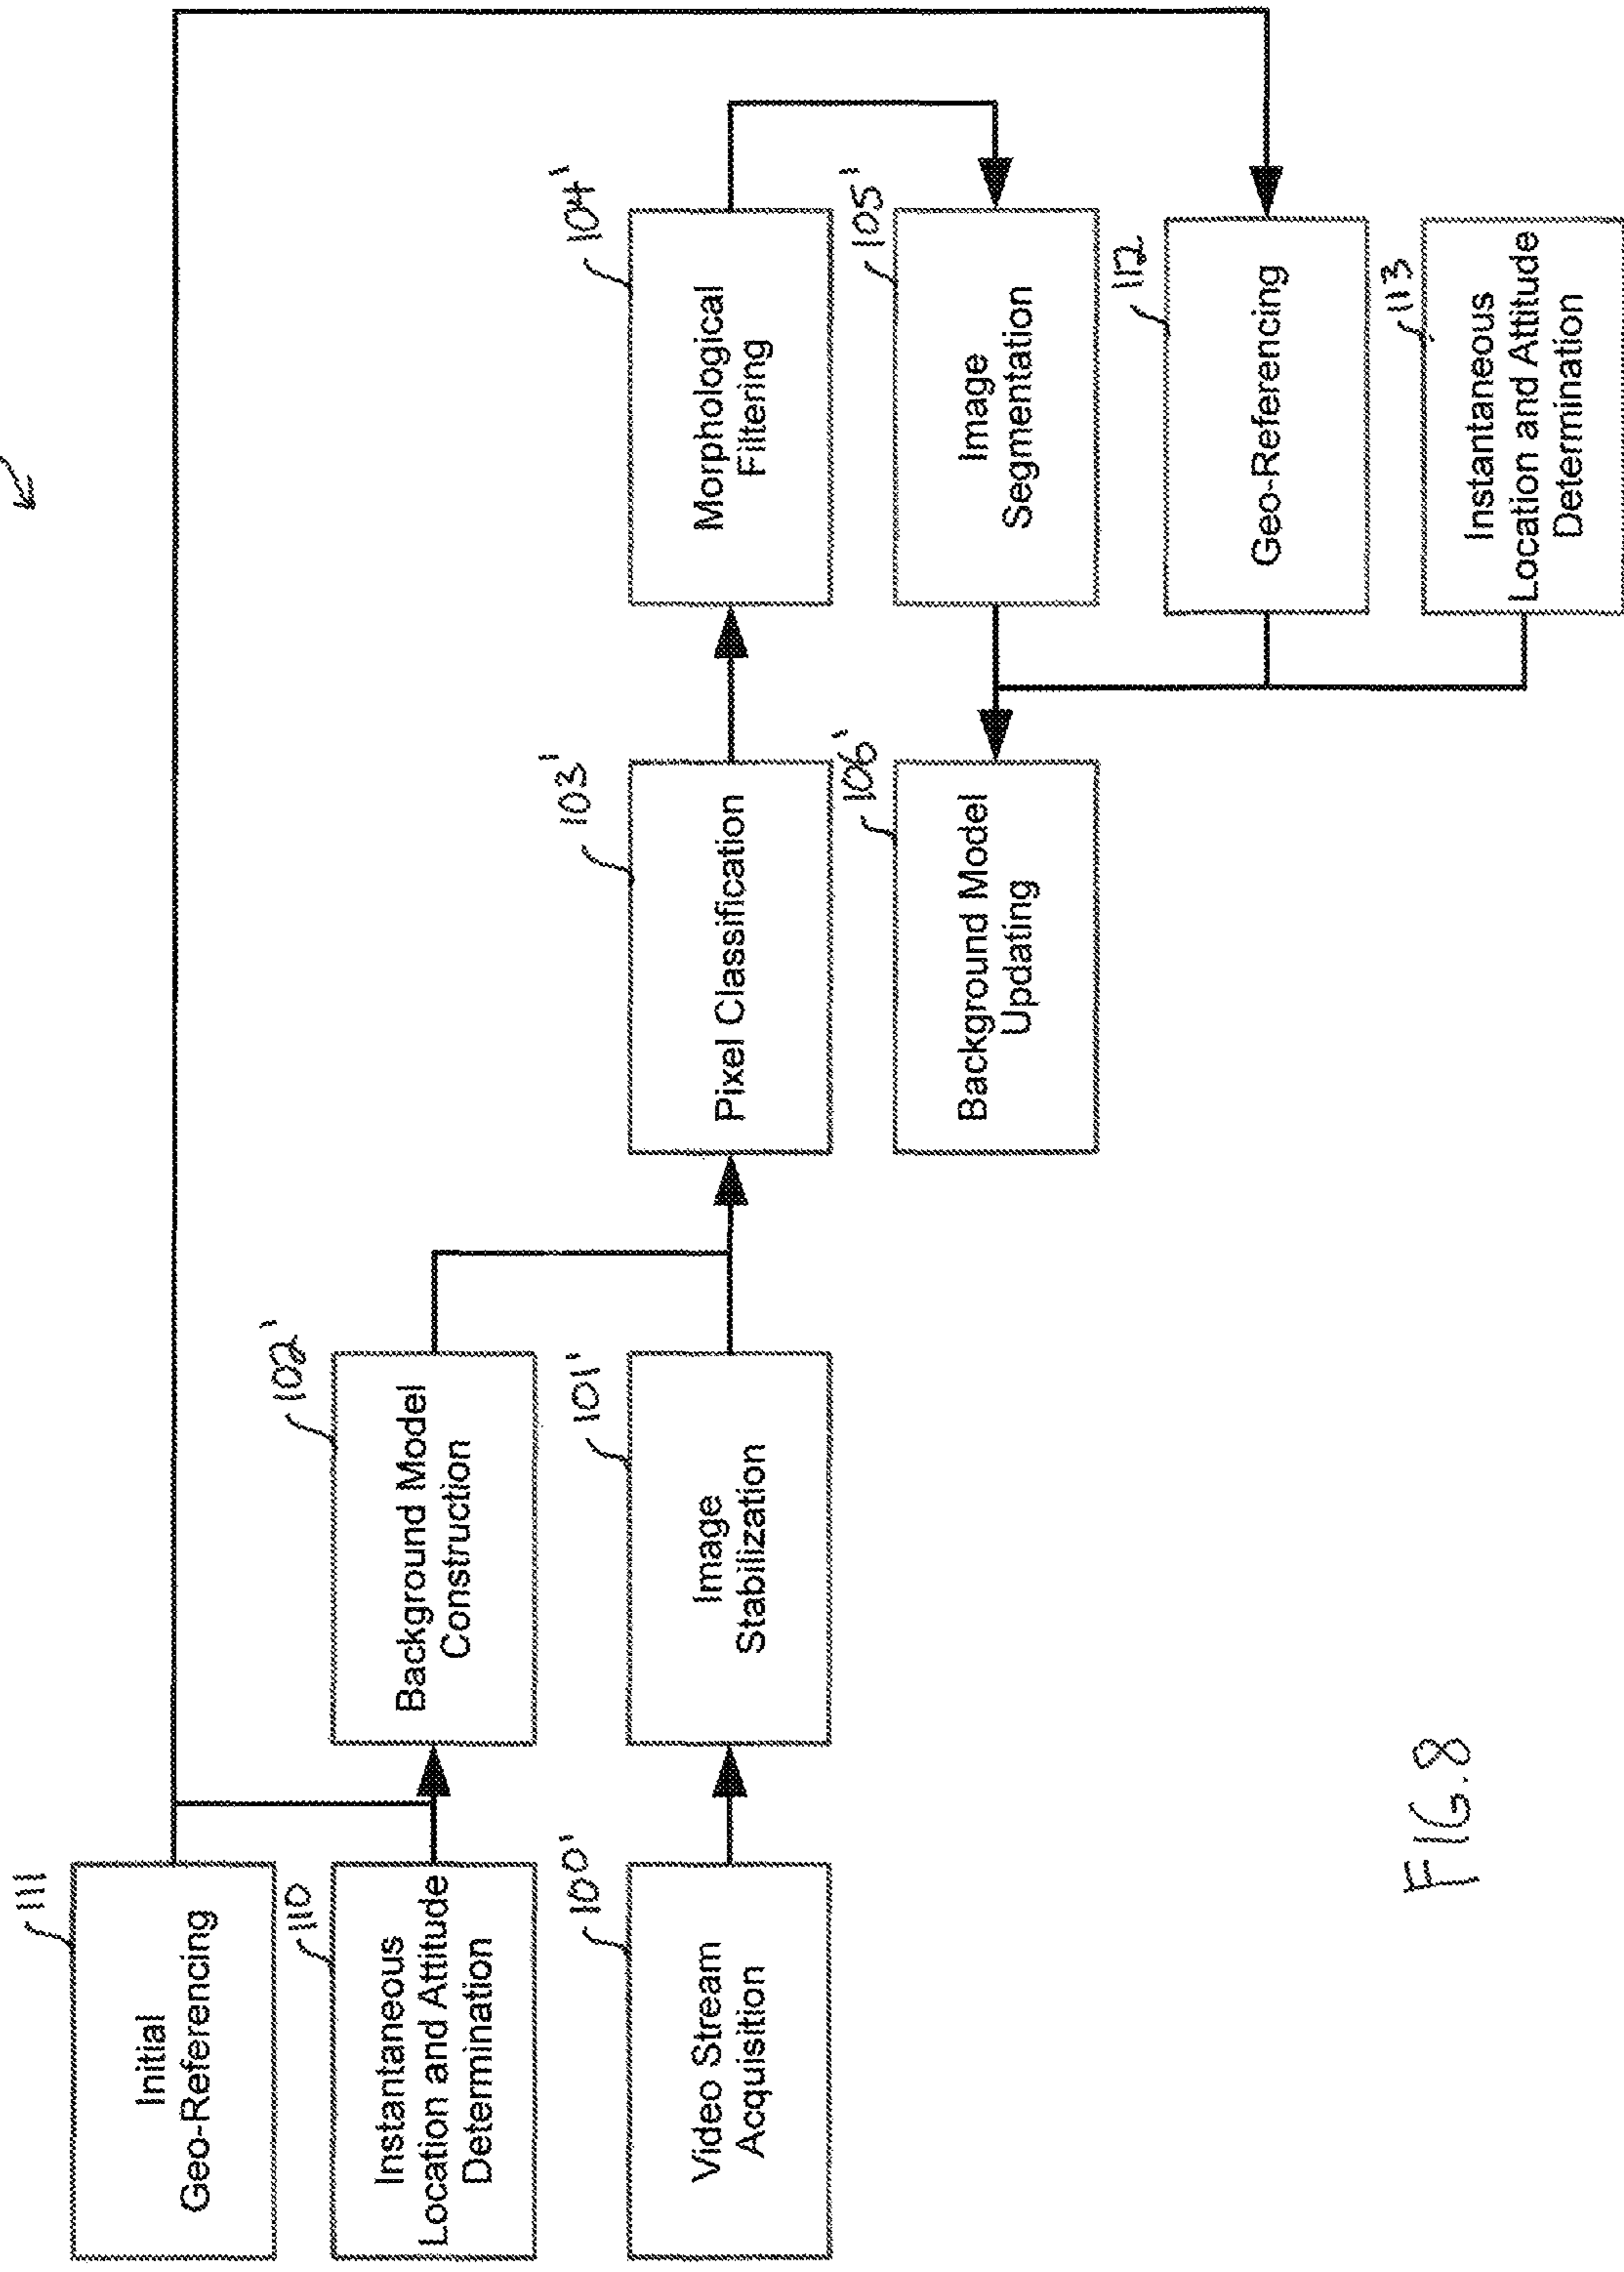 111
Initial
Geo-Referencing
110
Instantaneous
Location and Attitude
Determination
100'
Video Stream
Acquisition
102'
Background Model
Construction
101'
Image
Stabilization
103'
Pixel Classification
106'
Background Model
Updating
104'
Morphological
Filtering
105'
Image
Segmentation
112
Geo-Referencing
113
Instantaneous
Location and Attitude
Determination
FIG.8